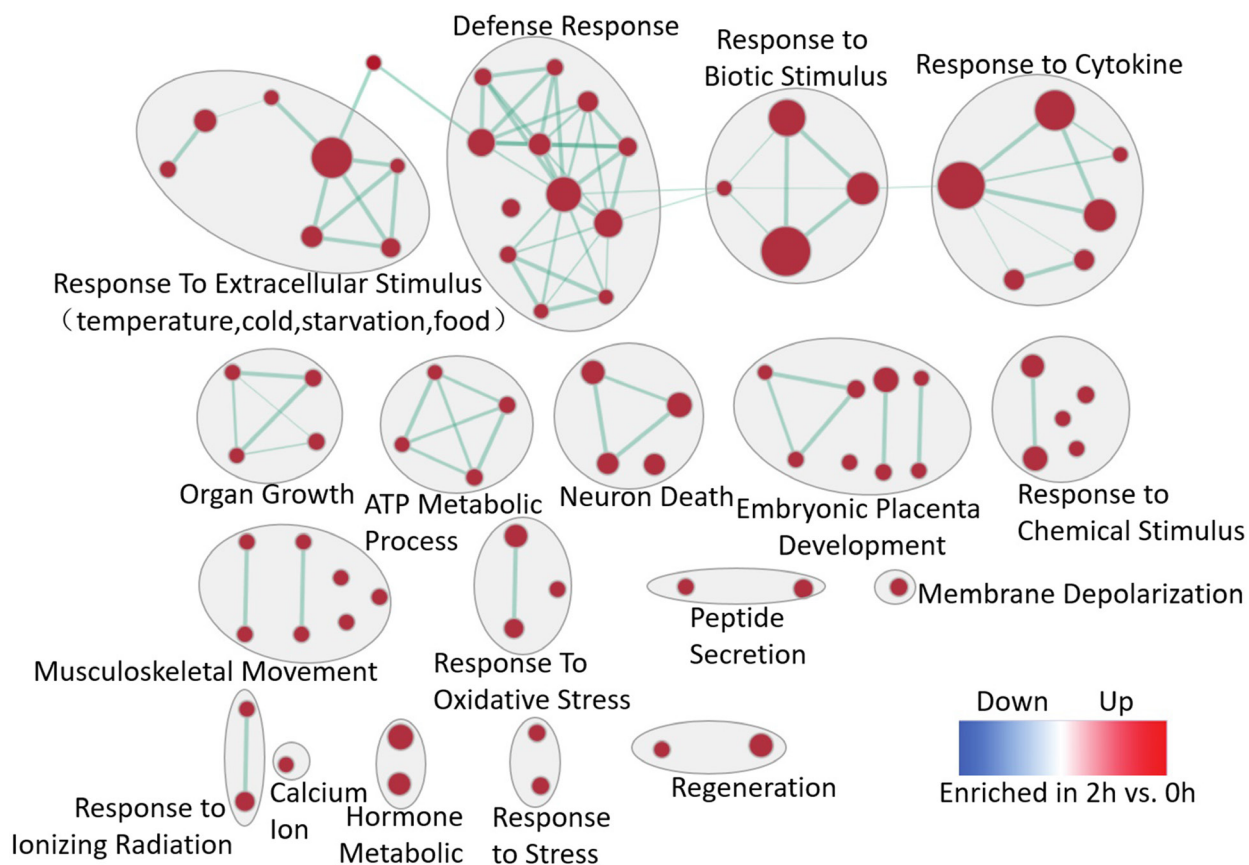 Defense Response
Response to
Biotic Stimulus
Response to Cytokine
Response To Extracellular Stimulus
（temperature,cold,starvation,food）
Organ Growth
ATP Metabolic
Process
Neuron Death
Embryonic Placenta
Development
Response to
Chemical Stimulus
Musculoskeletal Movement
Response To
Oxidative Stress
Peptide
Secretion
Membrane Depolarization
Response to
Ionizing Radiation
Calcium
Ion
Hormone
Metabolic
Response
to Stress
Regeneration
Down Up
Enriched in 2h vs. 0h